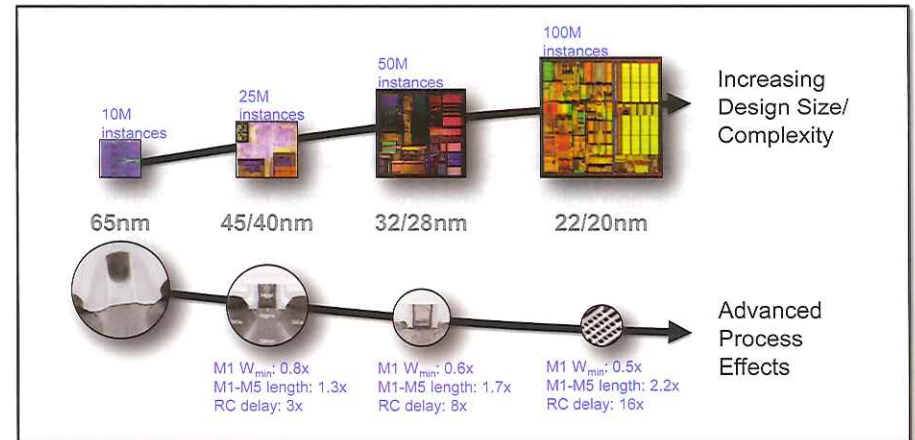 100M
instances
50M
instances
25M
instances
10M
instances
Increasing
Design Size/
Complexity
65nm
45/40nm
32/28nm
22/20nm
Advanced
Process
Effects
M1 Wmin: 0.8x
M1-M5 length: 1.3x
RC delay: 3x
M1 Wmin: 0.6x
M1-M5 length: 1.7x
RC delay: 8x
M1 Wmin: 0.5x
M1-M5 length: 2.2x
RC delay: 16x